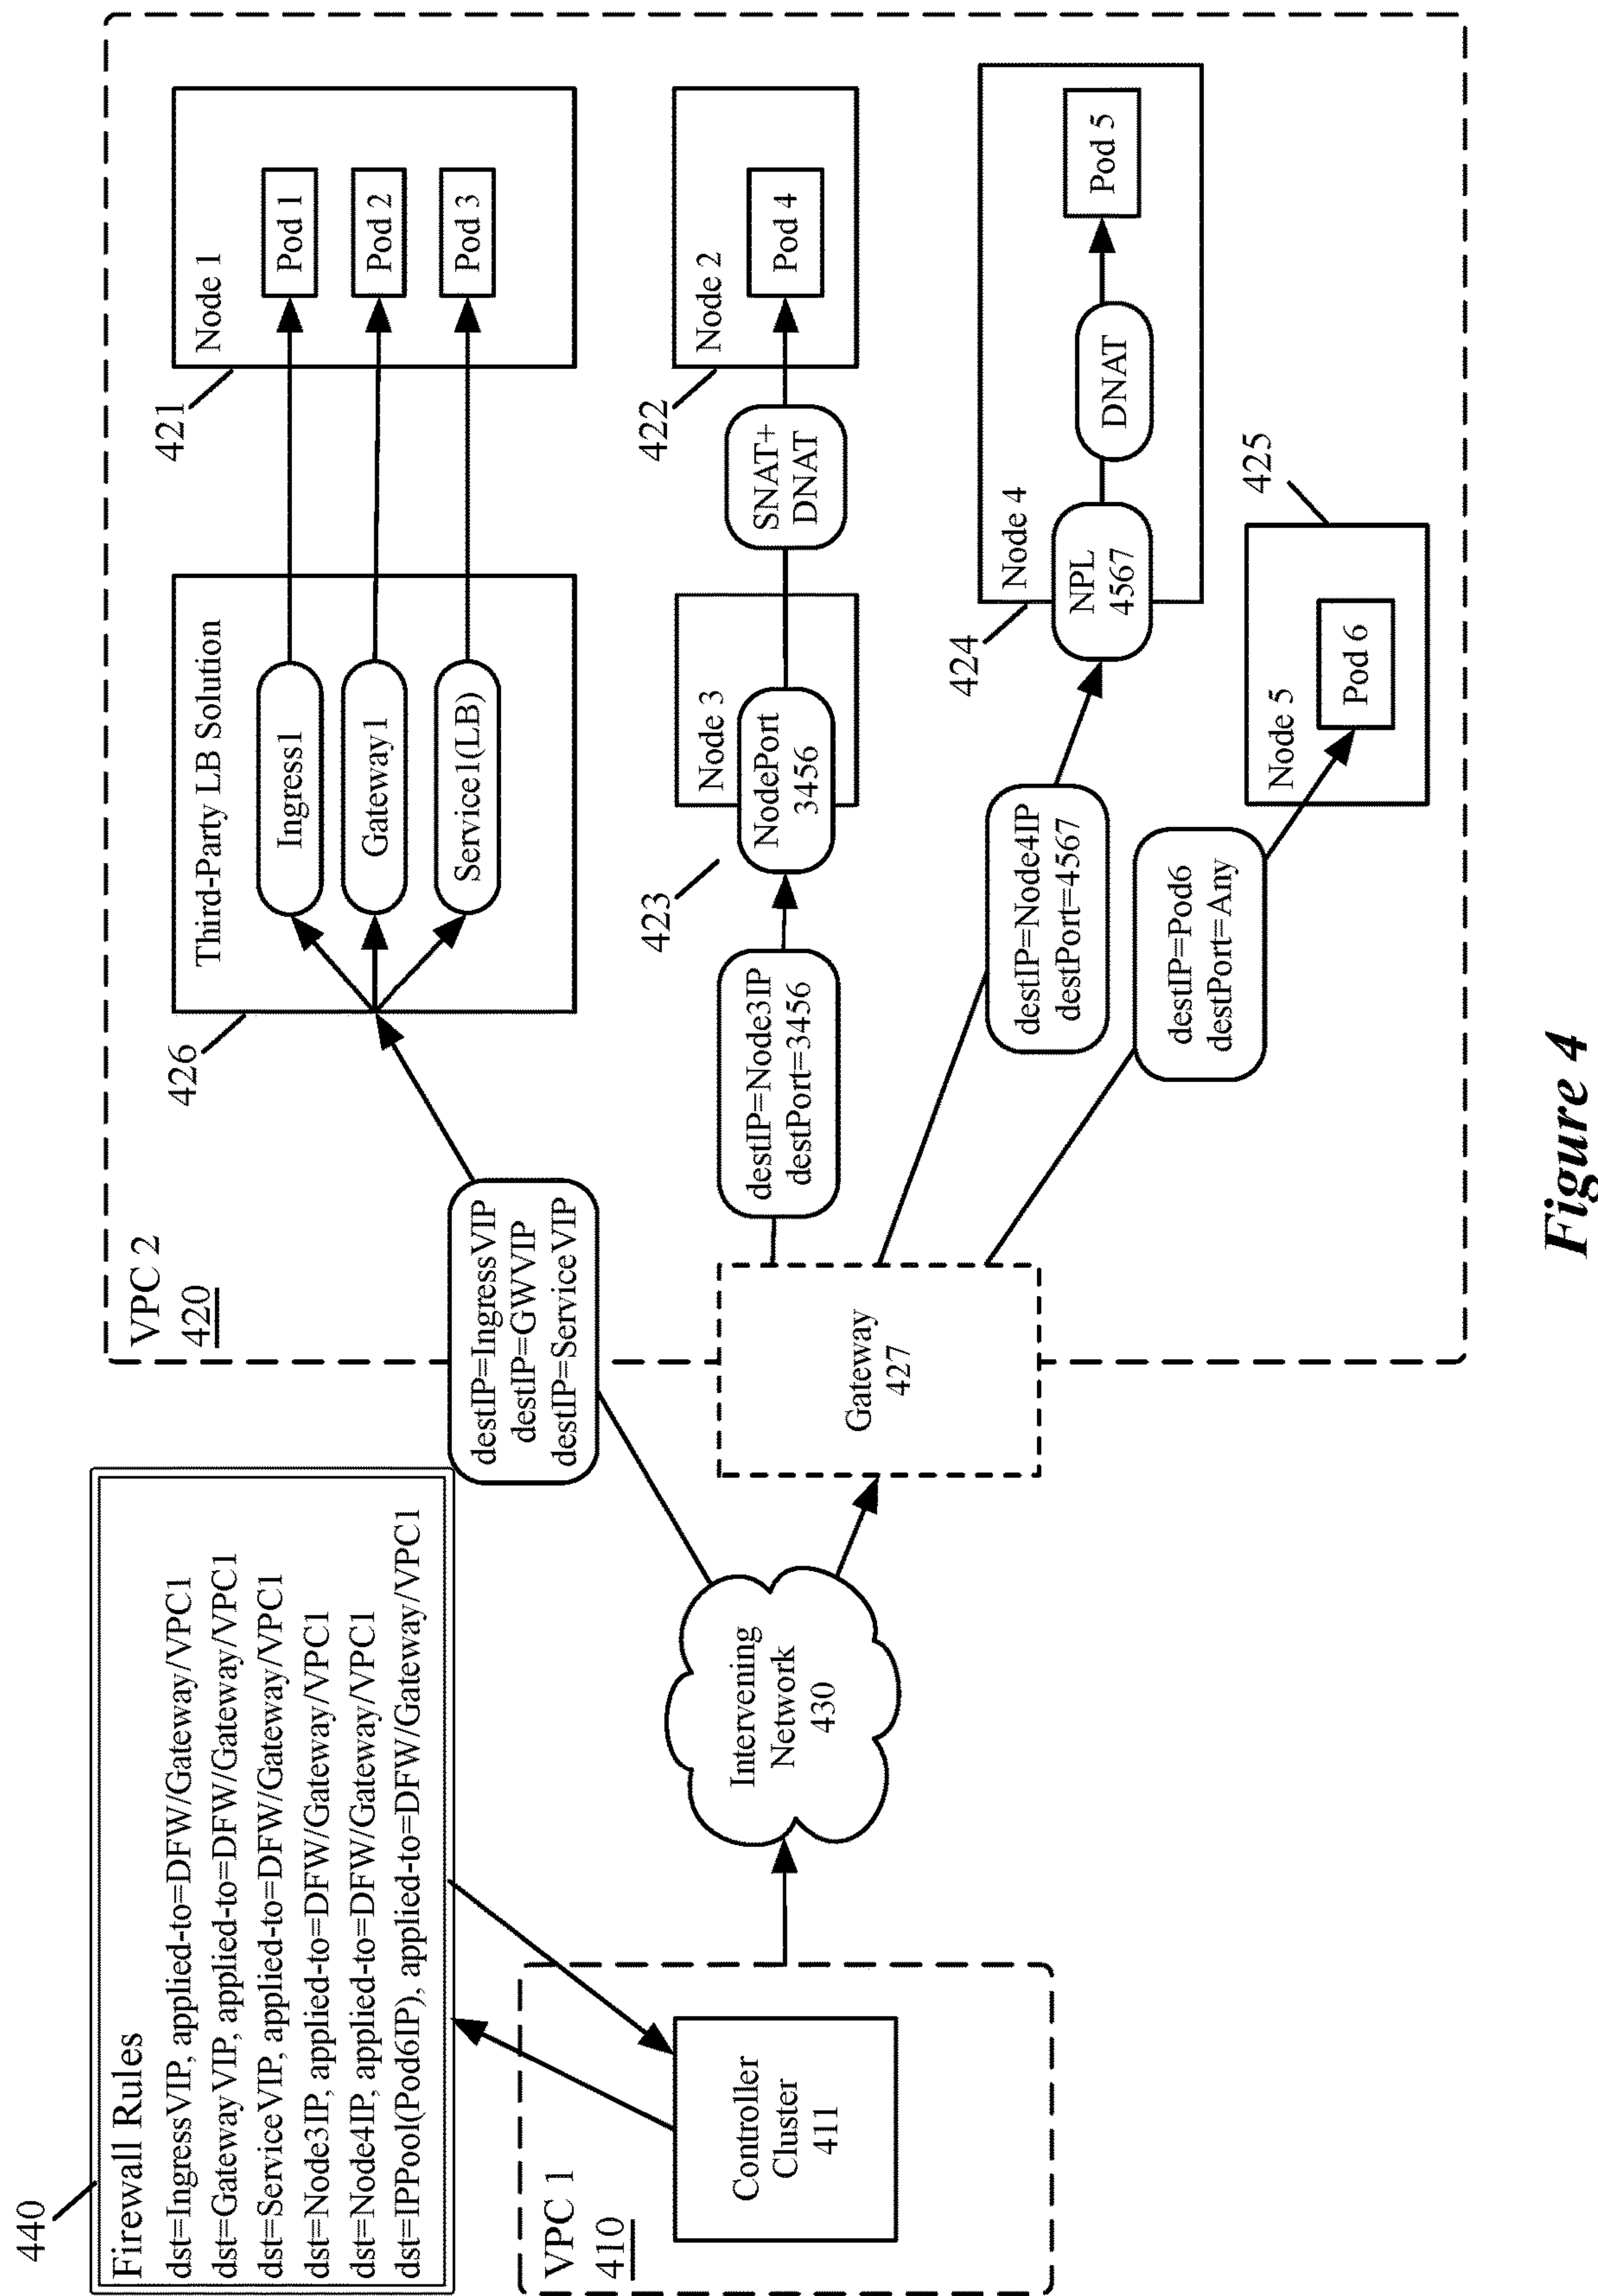 440
Firewall Rules
dst=IngressVIP, applied-to=DFW/Gateway/VPC1
dst=GatewayVIP, applied-to=DFW/Gateway/VPC1
dst=ServiceVIP, applied-to=DFW/Gateway/VPC1
dst=Node3IP, applied-to=DFW/Gateway/VPC1
dst=Node4IP, applied-to=DFW/Gateway/VPC1
dst=IPPool(Pod6IP), applied-to=DFW/Gateway/VPC1
VPC 1
410
Controller
Cluster
411
Intervening
Network
430
VPC 2
420
destIP=IngressVIP
destIP=GWVIP
destIP=ServiceVIP
Gateway
427
426
Third-Party LB Solution
Ingress1
Gateway1
Service1(LB)
421
Node 1
Pod 1
Pod 2
Pod 3
destIP=Node3IP
destPort=3456
423
Node 3
NodePort
3456
SNAT+
DNAT
422
Node 2
Pod 4
destIP=Node4IP
destPort=4567
424
Node 4
NPL
4567
DNAT
Pod 5
destIP=Pod6
destPort=Any
425
Node 5
Pod 6
Figure 4